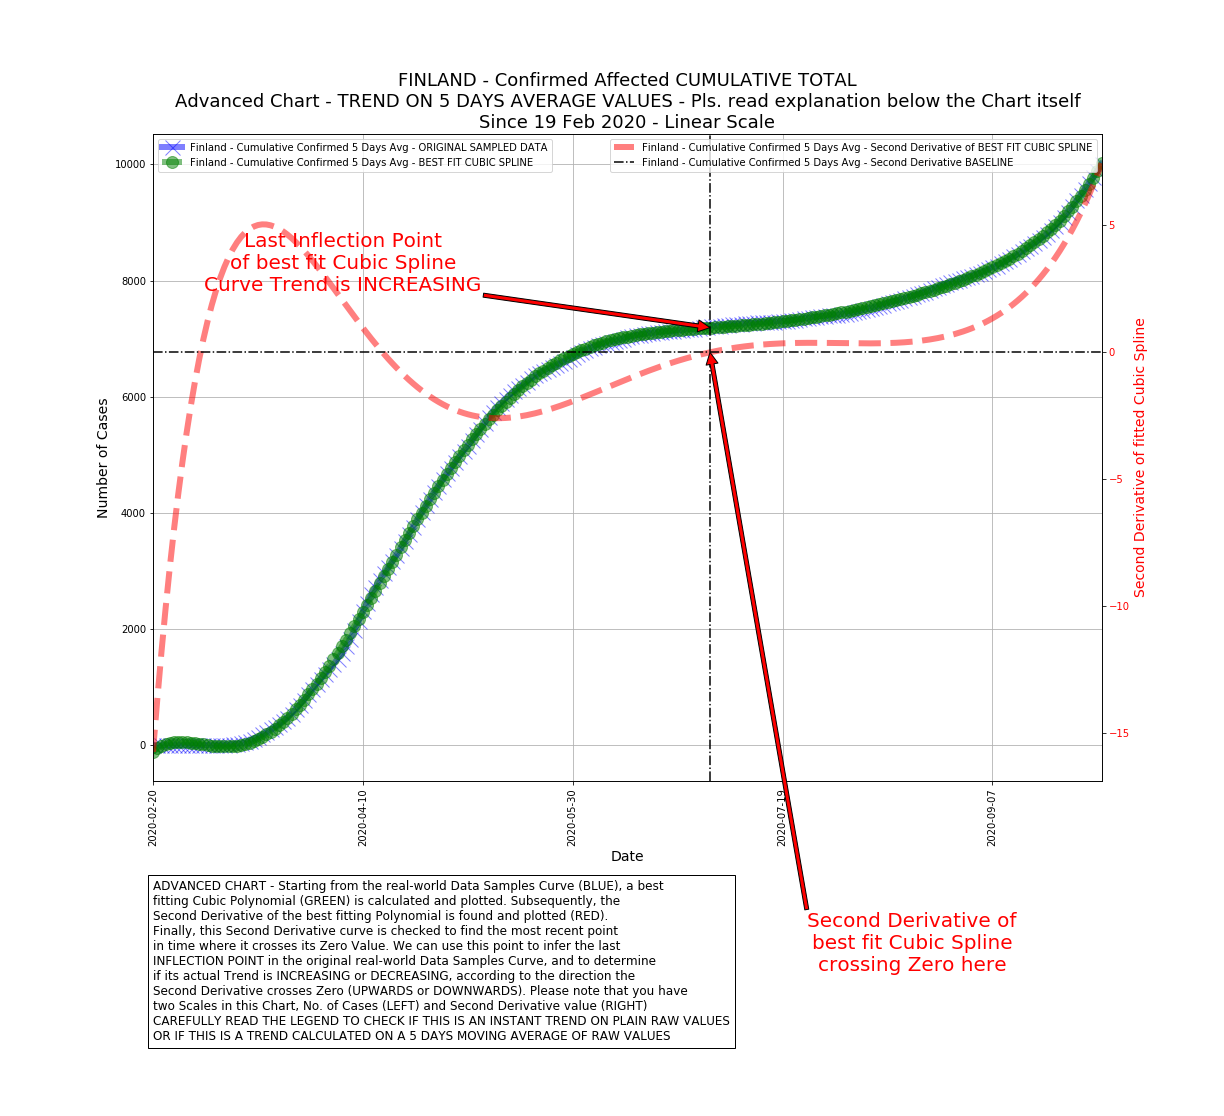 FINLAND - Confirmed Affected CUMULATIVE TOTAL
Advanced Chart - TREND ON 5 DAYS AVERAGE VALUES - Pls. read explanation below the Chart itself
Since 19 Feb 2020 - Linear Scale
Finland - Cumulative Confirmed 5 Days Avg - ORIGINAL SAMPLED DATA
Finland - Cumulative Confirmed 5 Days Avg - BEST FIT CUBIC SPLINE
Finland - Cumulative Confirmed 5 Days Avg - Second Derivative of BEST FIT CUBIC SPLINE
Finland - Cumulative Confirmed 5 Days Avg - Second Derivative BASELINE
Last Inflection Point
of best fit Cubic Spline
Curve Trend is INCREASING
Number of Cases
10000
8000
6000
4000
2000
0
5
0
−5
−10
−15
Second Derivative of fitted Cubic Spline
2020-02-20
2020-04-10
2020-05-30
2020-07-19
2020-09-07
Date
Second Derivative of
best fit Cubic Spline
crossing Zero here
ADVANCED CHART - Starting from the real-world Data Samples Curve (BLUE), a best
fitting Cubic Polynomial (GREEN) is calculated and plotted. Subsequently, the
Second Derivative of the best fitting Polynomial is found and plotted (RED).
Finally, this Second Derivative curve is checked to find the most recent point
in time where it crosses its Zero Value. We can use this point to infer the last
INFLECTION POINT in the original real-world Data Samples Curve, and to determine
if its actual Trend is INCREASING or DECREASING, according to the direction the
Second Derivative crosses Zero (UPWARDS or DOWNWARDS). Please note that you have
two Scales in this Chart, No. of Cases (LEFT) and Second Derivative value (RIGHT)
CAREFULLY READ THE LEGEND TO CHECK IF THIS IS AN INSTANT TREND ON PLAIN RAW VALUES
OR IF THIS IS A TREND CALCULATED ON A 5 DAYS MOVING AVERAGE OF RAW VALUES